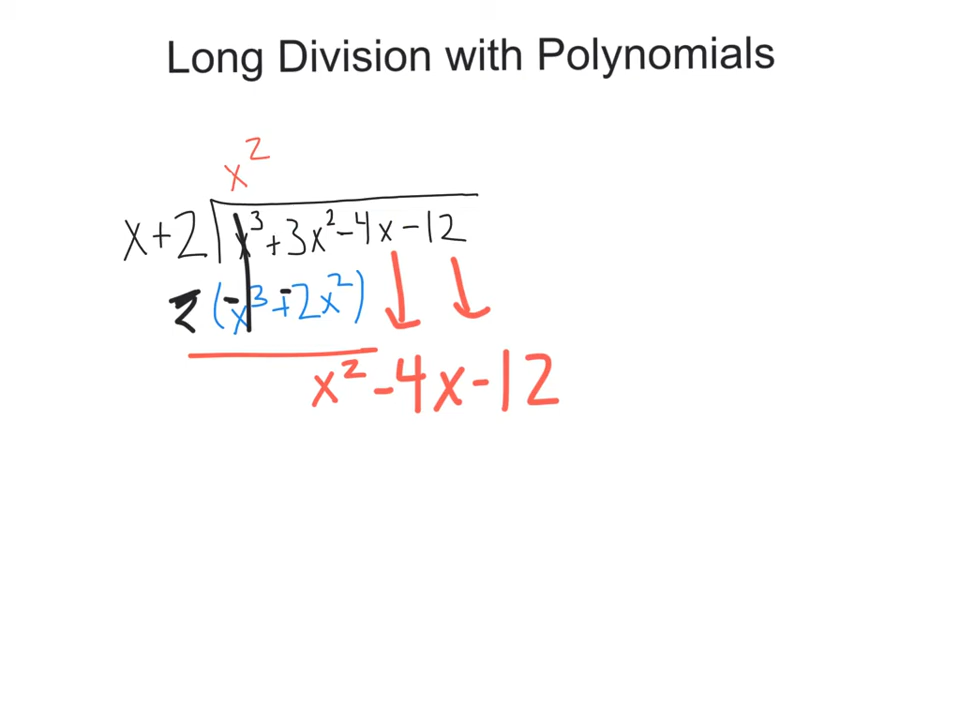 Long Division with Polynomials
x²
x+2 x³+3x²-4x-12
(-x³+2x²)
x²-4x-12